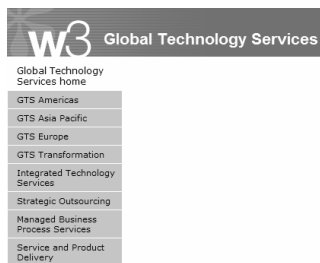 w3 Global Technology Services
Global Technology
Services home
GTS Americas
GTS Asia Pacific
GTS Europe
GTS Transformation
Integrated Technology
Services
Strategic Outsourcing
Managed Business
Process Services
Service and Product
Delivery